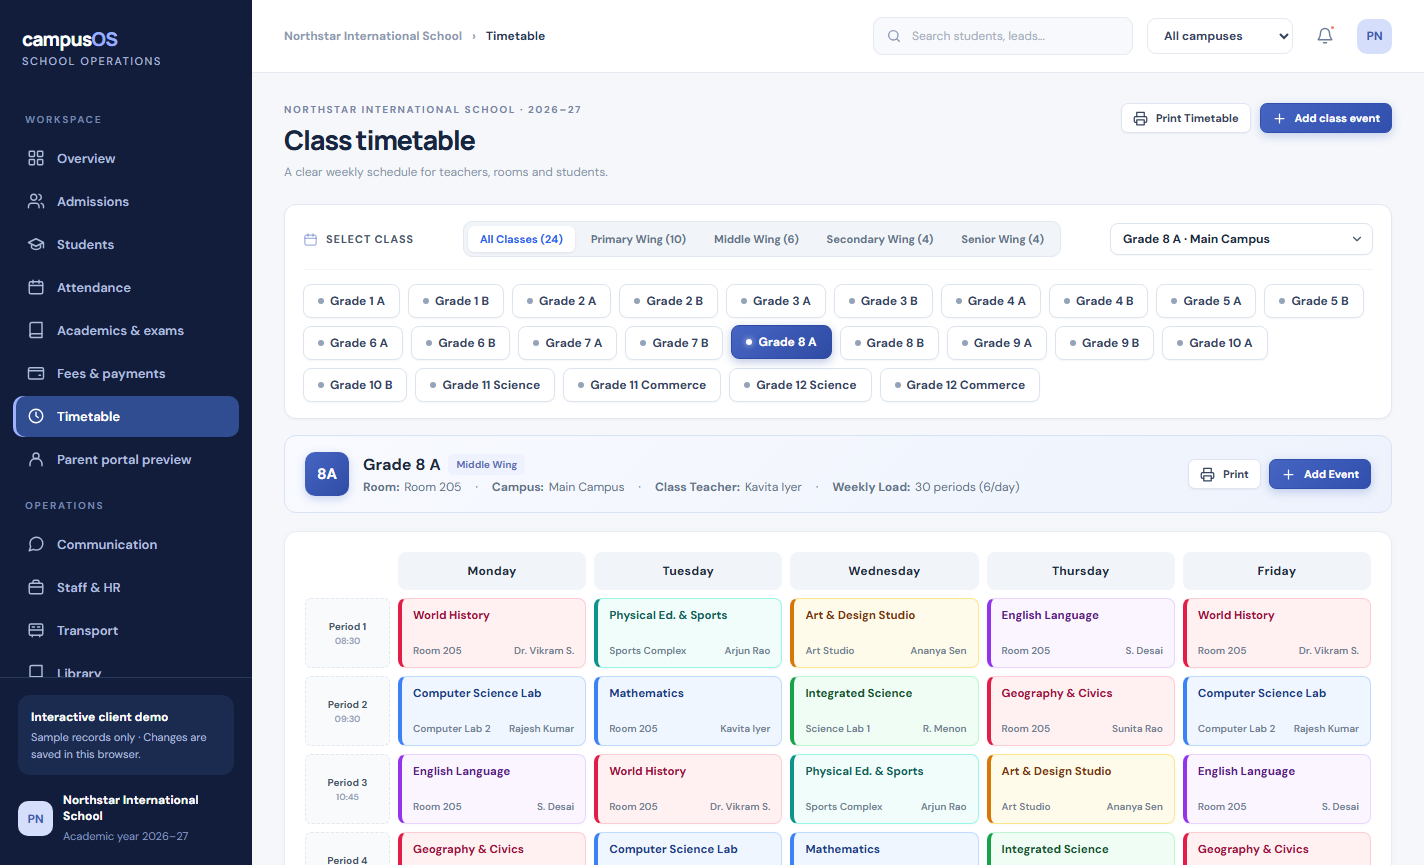 campusOS
SCHOOL OPERATIONS
WORKSPACE
Overview
Admissions
Students
Attendance
Academics & exams
Fees & payments
Timetable
Parent portal preview
OPERATIONS
Communication
Staff & HR
Transport
Library
Interactive client demo
Sample records only · Changes are
saved in this browser.
PN
Northstar International
School
Academic year 2026–27
Northstar International School › Timetable
Search students, leads...
All campuses
PN
NORTHSTAR INTERNATIONAL SCHOOL · 2026–27
Class timetable
A clear weekly schedule for teachers, rooms and students.
Print Timetable
Add class event
SELECT CLASS
All Classes (24) Primary Wing (10) Middle Wing (6) Secondary Wing (4) Senior Wing (4)
Grade 8 A · Main Campus
Grade 1 A Grade 1 B Grade 2 A Grade 2 B Grade 3 A Grade 3 B Grade 4 A Grade 4 B Grade 5 A Grade 5 B
Grade 6 A Grade 6 B Grade 7 A Grade 7 B Grade 8 A Grade 8 B Grade 9 A Grade 9 B Grade 10 A
Grade 10 B Grade 11 Science Grade 11 Commerce Grade 12 Science Grade 12 Commerce
8A
Grade 8 A Middle Wing
Room: Room 205 · Campus: Main Campus · Class Teacher: Kavita Iyer · Weekly Load: 30 periods (6/day)
Print
Add Event
Monday Tuesday Wednesday Thursday Friday
Period 1
08:30
World History
Room 205 Dr. Vikram S.
Physical Ed. & Sports
Sports Complex Arjun Rao
Art & Design Studio
Art Studio Ananya Sen
English Language
Room 205 S. Desai
World History
Room 205 Dr. Vikram S.
Period 2
09:30
Computer Science Lab
Computer Lab 2 Rajesh Kumar
Mathematics
Room 205 Kavita Iyer
Integrated Science
Science Lab 1 R. Menon
Geography & Civics
Room 205 Sunita Rao
Computer Science Lab
Computer Lab 2 Rajesh Kumar
Period 3
10:45
English Language
Room 205 S. Desai
World History
Room 205 Dr. Vikram S.
Physical Ed. & Sports
Sports Complex Arjun Rao
Art & Design Studio
Art Studio Ananya Sen
English Language
Room 205 S. Desai
Period 4
Geography & Civics
Computer Science Lab
Mathematics
Integrated Science
Geography & Civics